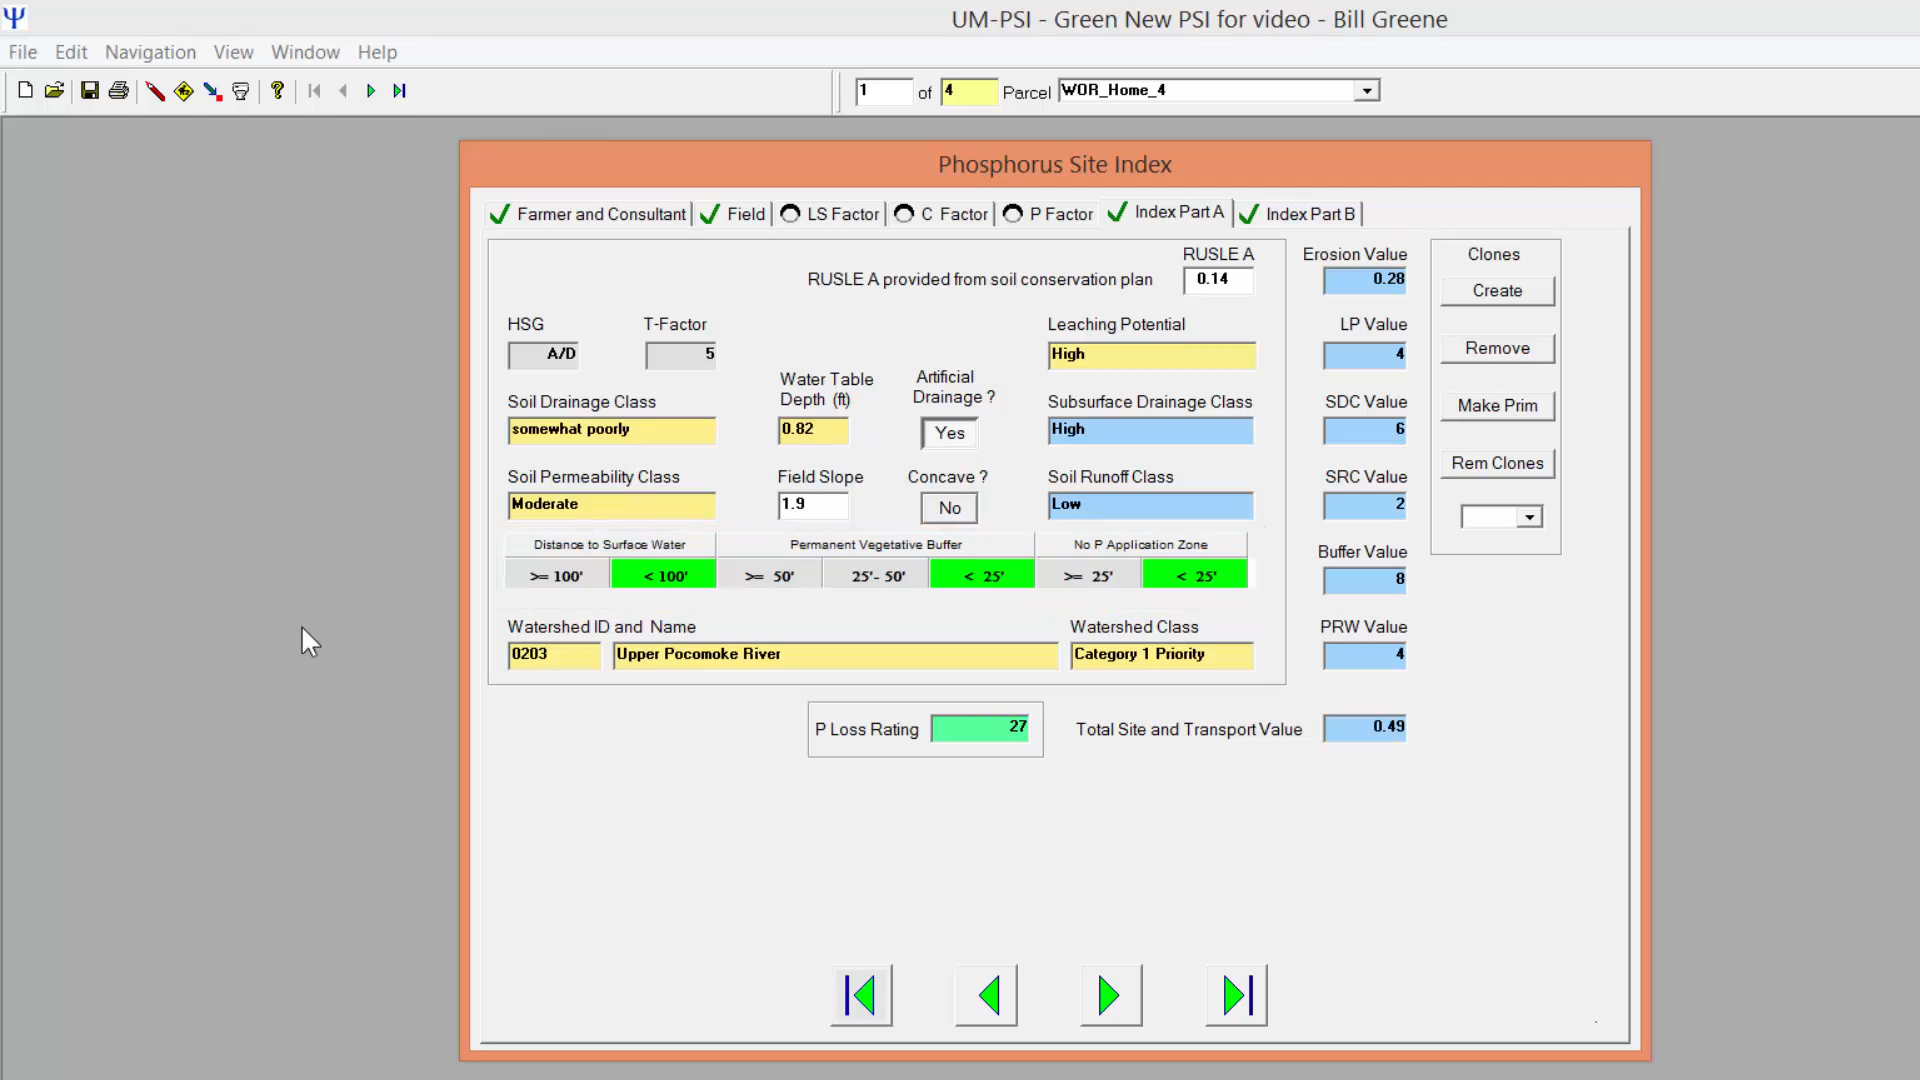 UM-PSI - Green New PSI for video - Bill Greene
File Edit Navigation View Window Help
1 of 4 Parcel WOR_Home_4
Phosphorus Site Index
Farmer and Consultant Field LS Factor C Factor P Factor Index Part A Index Part B
RUSLE A Erosion Value Clones
RUSLE A provided from soil conservation plan 0.14 0.28 Create
HSG T-Factor Leaching Potential LP Value
A/D 5 High 4 Remove
Water Table Depth (ft) Artificial Drainage ?
Soil Drainage Class Subsurface Drainage Class SDC Value Make Prim
somewhat poorly 0.82 Yes High 6
Soil Permeability Class Field Slope Concave ? Soil Runoff Class SRC Value Rem Clones
Moderate 1.9 No Low 2
Distance to Surface Water Permanent Vegetative Buffer No P Application Zone Buffer Value
>= 100' < 100' >= 50' 25'- 50' < 25' >= 25' < 25' 8
Watershed ID and Name Watershed Class PRW Value
0203 Upper Pocomoke River Category 1 Priority 4
P Loss Rating 27 Total Site and Transport Value 0.49